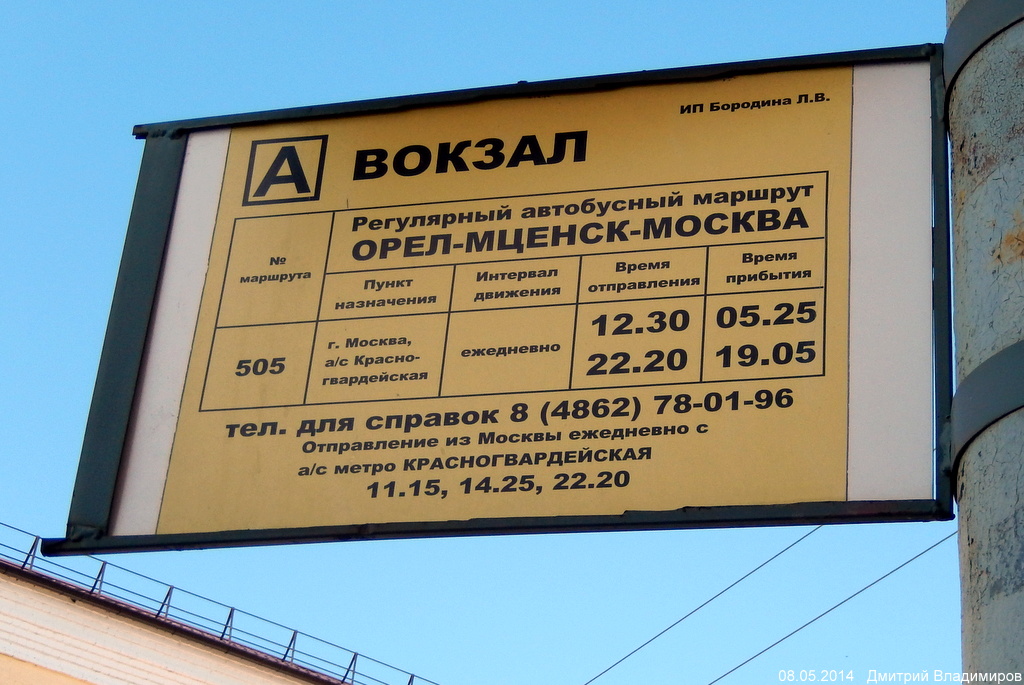 ИП Бородина Л.В.
А ВОКЗАЛ
№ маршрута
Регулярный автобусный маршрут
ОРЕЛ-МЦЕНСК-МОСКВА
Пункт назначения
Интервал движения
Время отправления
Время прибытия
505
г. Москва,
а/с Красно-
гвардейская
ежедневно
12.30
22.20
05.25
19.05
тел. для справок 8 (4862) 78-01-96
Отправление из Москвы ежедневно с
а/с метро КРАСНОГВАРДЕЙСКАЯ
11.15, 14.25, 22.20
08.05.2014 Дмитрий Владимиров